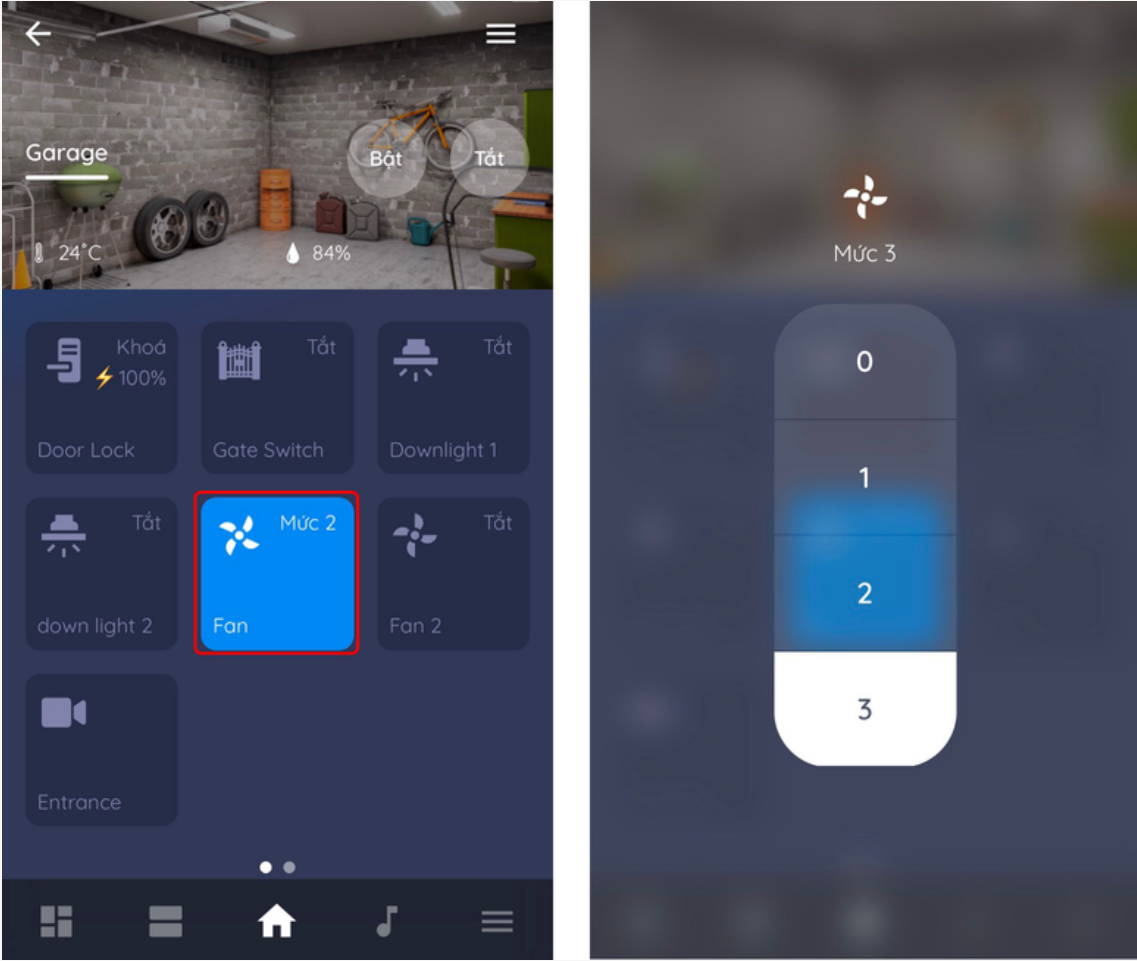 Garage
Bật
Tắt
24°C
84%
Khoá
⚡100%
Door Lock
Tắt
Gate Switch
Tắt
Downlight 1
Tắt
down light 2
Mức 2
Fan
Tắt
Fan 2
Entrance
Mức 3
0
1
2
3